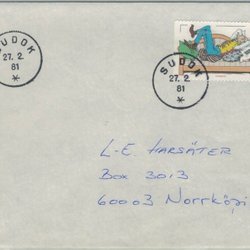 SUDOK
27. 2.
81
SUDOK
27. 2.
81
L-E HARSÄTER
Box 3013
60003 Norrköpi